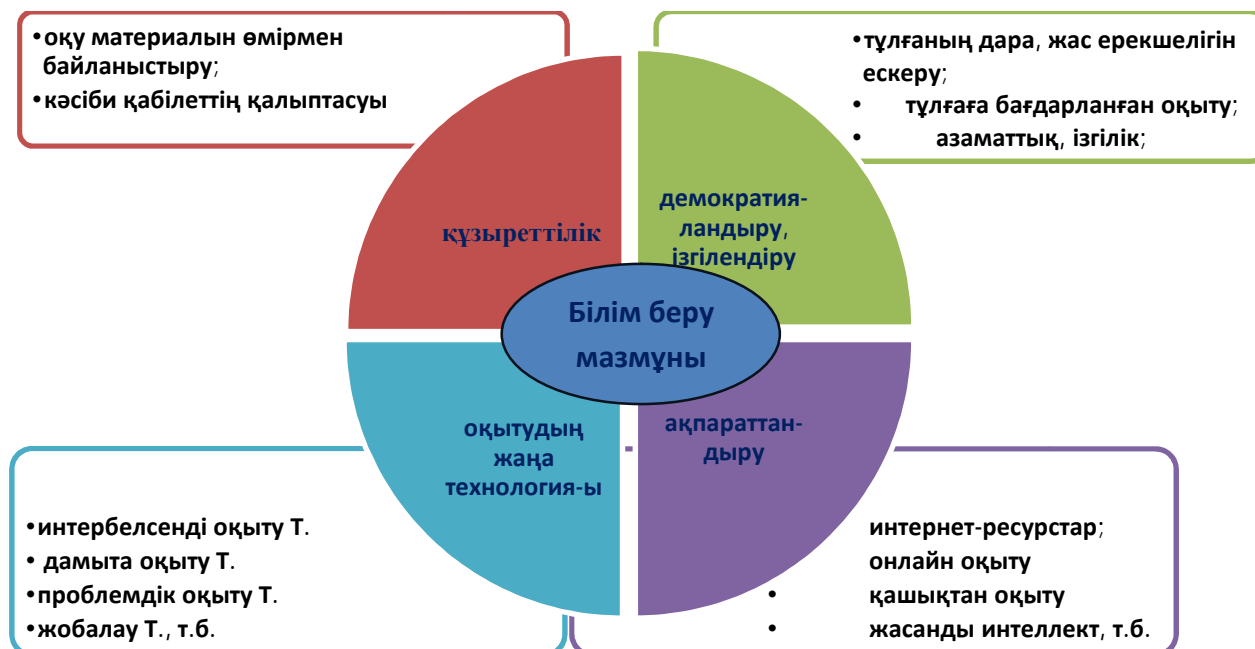 •оқу материалын өмірмен
байланыстыру;
•кәсіби қабілеттің қалыптасуы
•тұлғаның дара, жас ерекшелігін
ескеру;
• тұлғаға бағдарланған оқыту;
• азаматтық, ізгілік;
құзыреттілік
демократия-
ландыру,
ізгілендіру
Білім беру
мазмұны
оқытудың
жаңа
технология-ы
ақпараттан-
дыру
•интербелсенді оқыту Т.
• дамыта оқыту Т.
•проблемдік оқыту Т.
•жобалау Т., т.б.
интернет-ресурстар;
онлайн оқыту
• қашықтан оқыту
• жасанды интеллект, т.б.